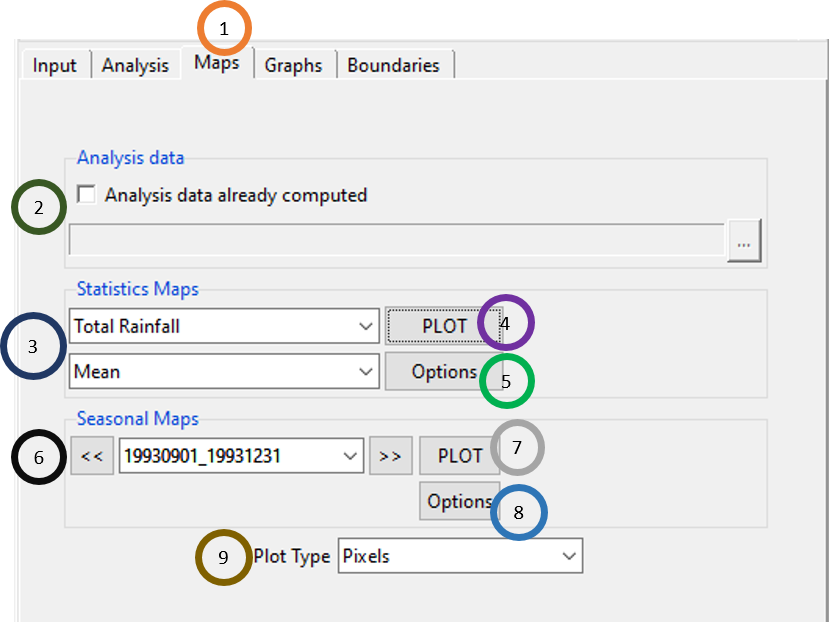 1
Input Analysis Maps Graphs Boundaries
Analysis data
2 Analysis data already computed
...
Statistics Maps
Total Rainfall PLOT 4
3
Mean Options 5
Seasonal Maps
6 << 19930901_19931231 >> PLOT 7
Options 8
9 Plot Type Pixels